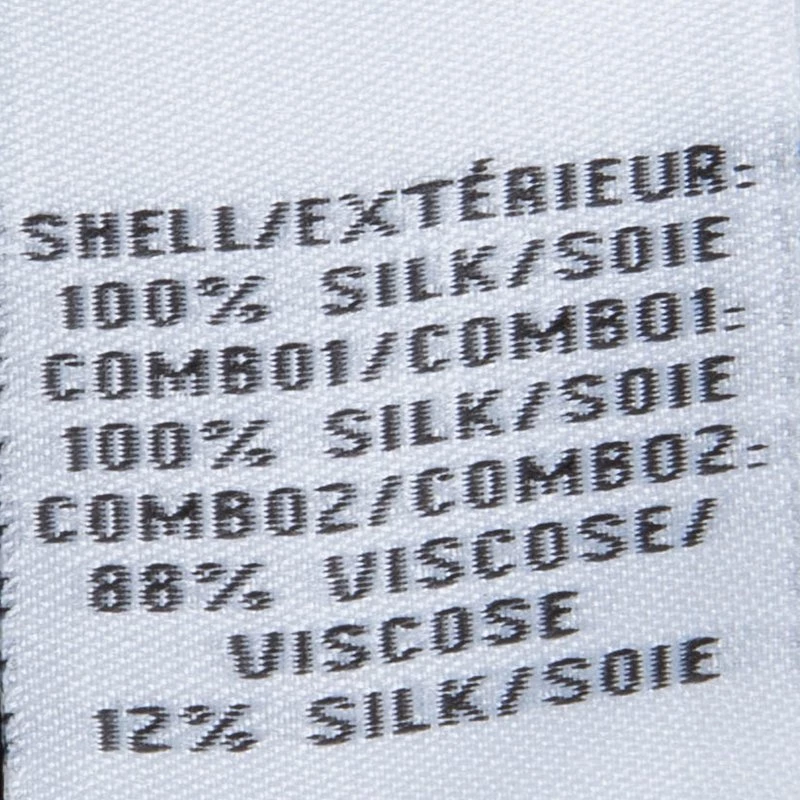 SHELL/EXTÉRIEUR:
100% SILK/SOIE
COMBO1/COMBO1:
100% SILK/SOIE
COMBO2/COMBO2:
88% VISCOSE/
VISCOSE
12% SILK/SOIE